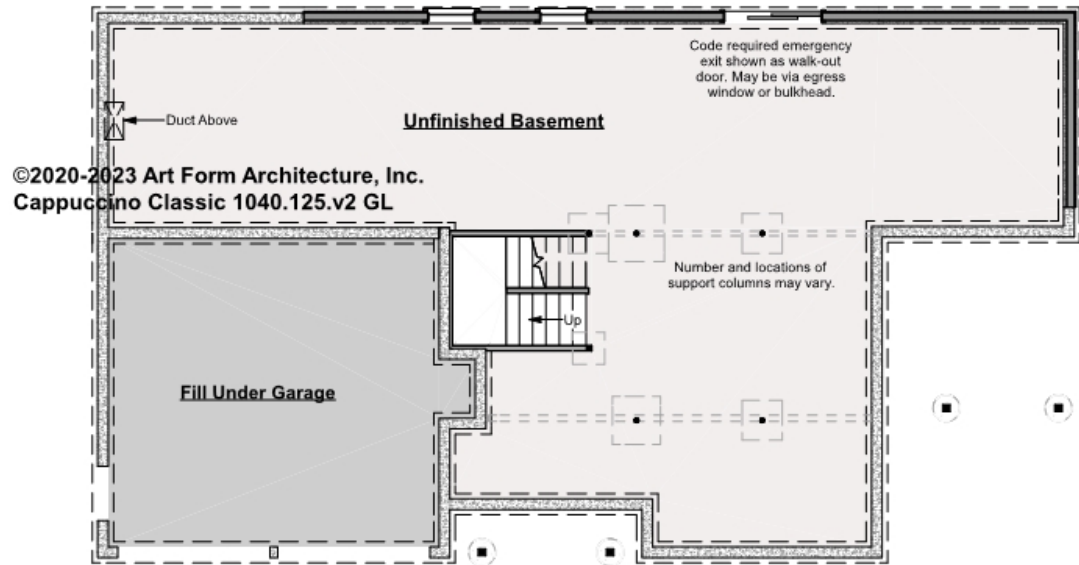 Code required emergency
exit shown as walk-out
door. May be via egress
window or bulkhead.
Duct Above
Unfinished Basement
©2020-2023 Art Form Architecture, Inc.
Cappuccino Classic 1040.125.v2 GL
Number and locations of
support columns may vary.
Up
Fill Under Garage